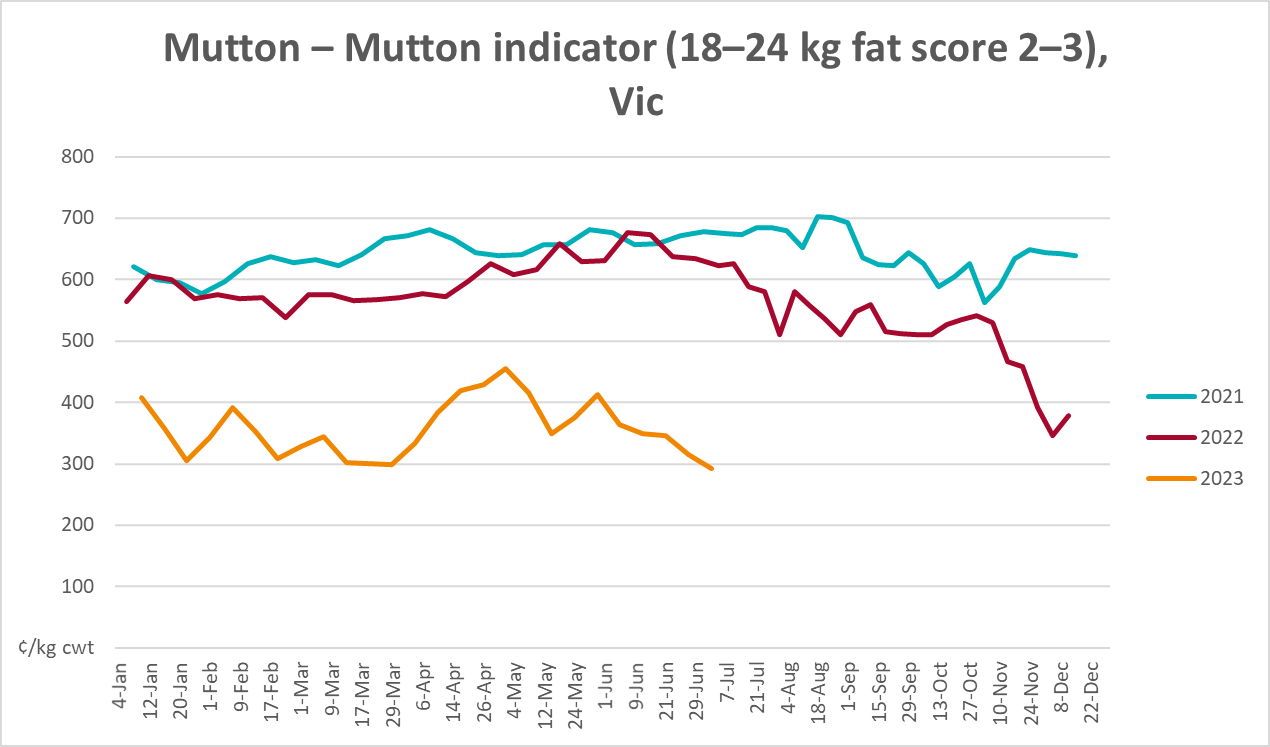 Mutton – Mutton indicator (18–24 kg fat score 2–3),
Vic
800
700
600
500
400
300
200
100
¢/kg cwt
4-Jan
12-Jan
20-Jan
1-Feb
9-Feb
17-Feb
1-Mar
9-Mar
17-Mar
29-Mar
6-Apr
14-Apr
26-Apr
4-May
12-May
24-May
1-Jun
9-Jun
21-Jun
29-Jun
7-Jul
21-Jul
4-Aug
18-Aug
1-Sep
15-Sep
29-Sep
13-Oct
27-Oct
10-Nov
24-Nov
8-Dec
22-Dec
2021
2022
2023